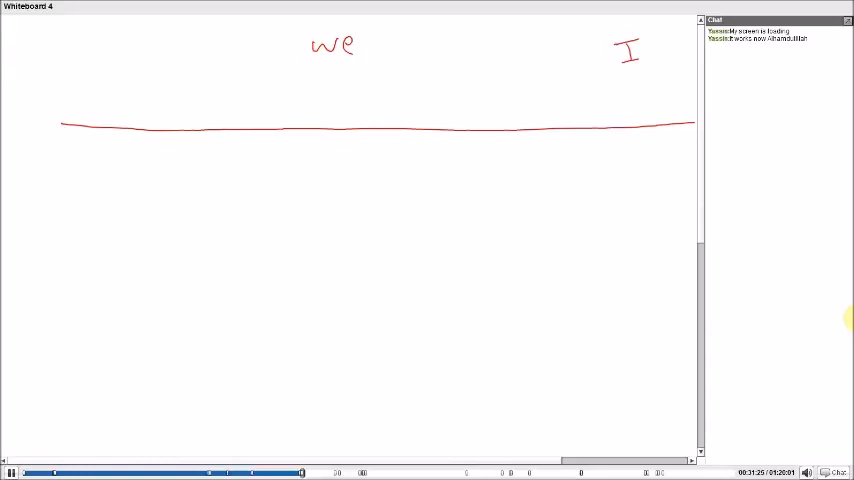 Whiteboard 4
we I
Chat
Yassin:My screen is loading
Yassin:It works now Alhamdulillah
00:31:25 / 01:20:01
Chat